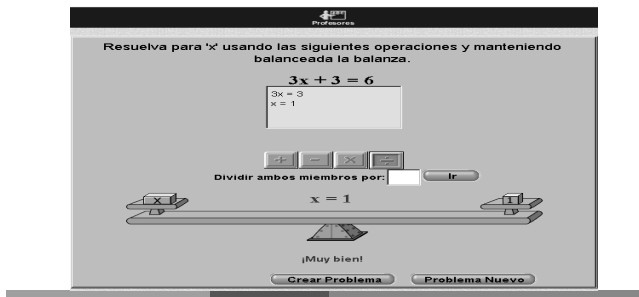 Profesores
Resuelva para 'x' usando las siguientes operaciones y manteniendo
balanceada la balanza.
3x + 3 = 6
3x = 3
x = 1
+ − × ÷
Dividir ambos miembros por: Ir
X x = 1 1
¡Muy bien!
Crear Problema Problema Nuevo